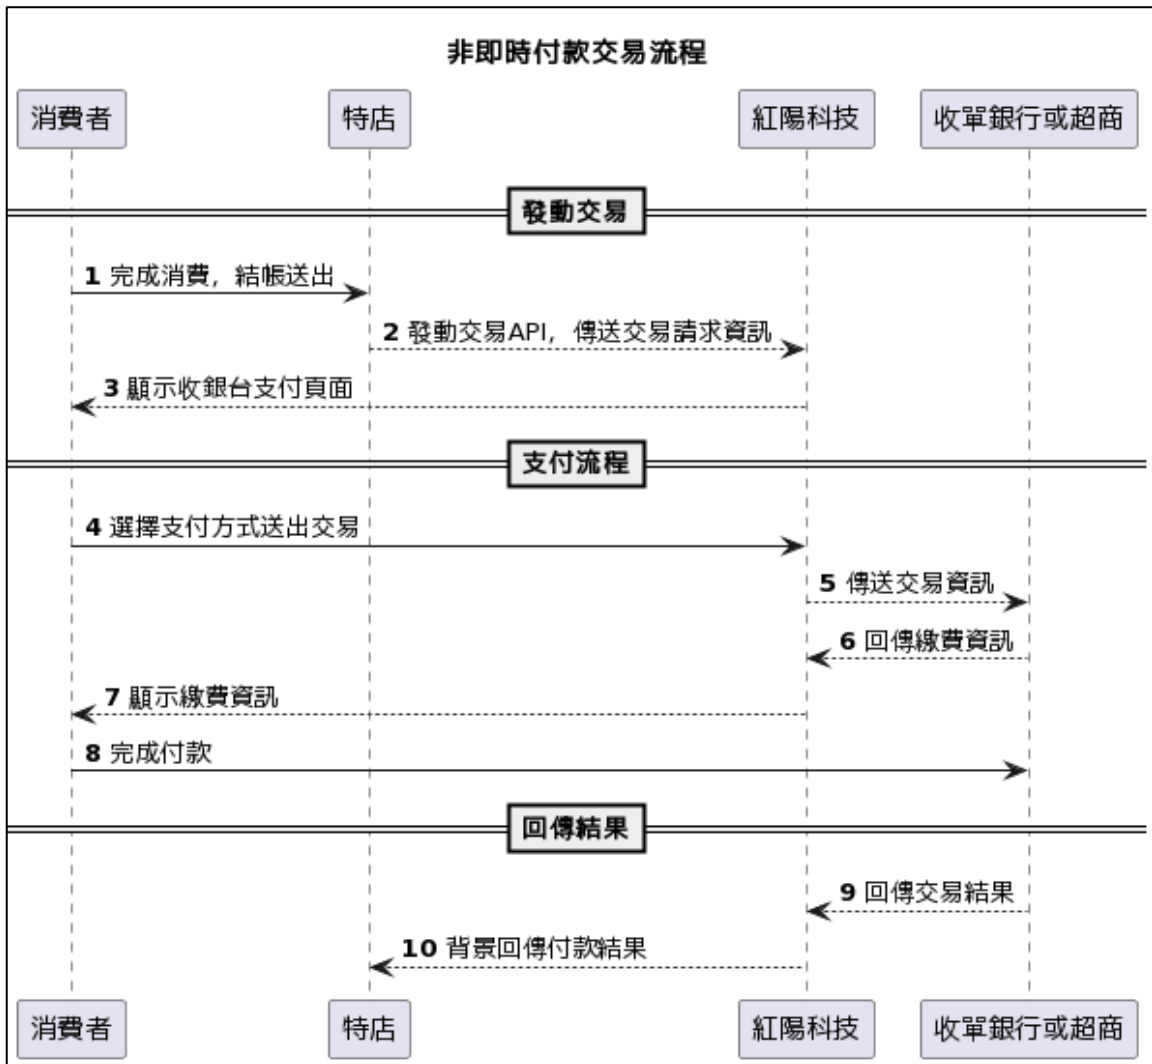 非即時付款交易流程
消費者 特店 紅陽科技 收單銀行或超商
發動交易
1 完成消費，結帳送出
2 發動交易API，傳送交易請求資訊
3 顯示收銀台支付頁面
支付流程
4 選擇支付方式送出交易
5 傳送交易資訊
6 回傳繳費資訊
7 顯示繳費資訊
8 完成付款
回傳結果
9 回傳交易結果
10 背景回傳付款結果
消費者 特店 紅陽科技 收單銀行或超商